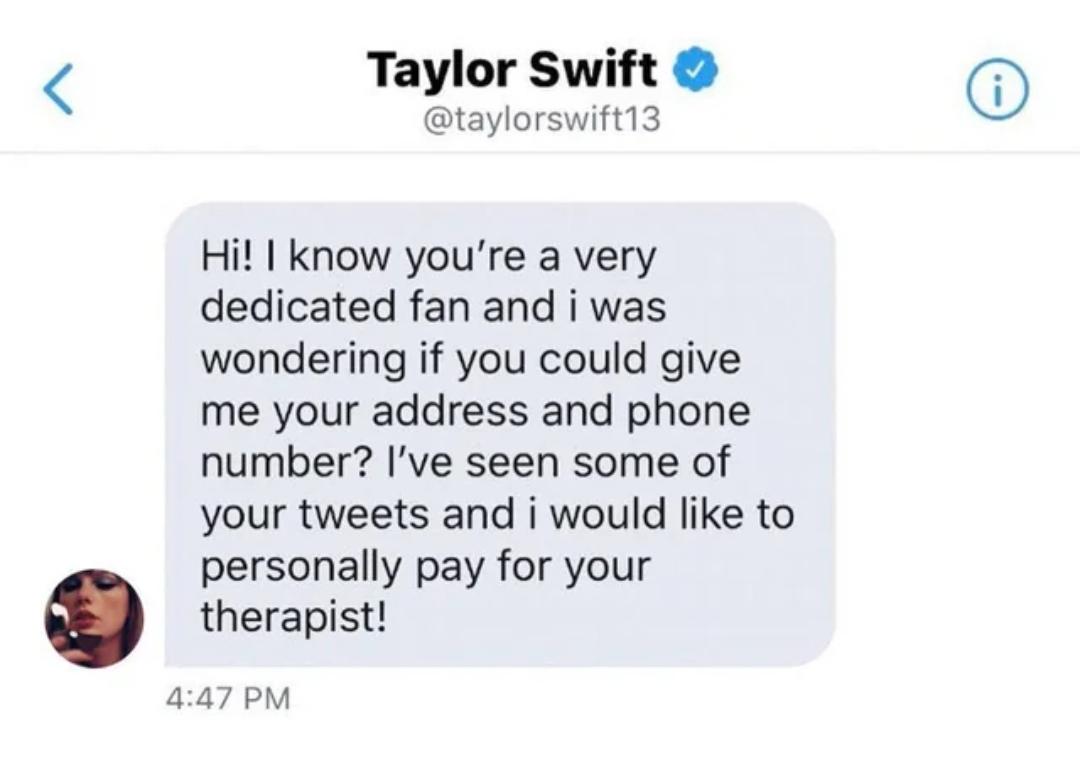 Taylor Swift
@taylorswift13
Hi! I know you’re a very
dedicated fan and i was
wondering if you could give
me your address and phone
number? I’ve seen some of
your tweets and i would like to
personally pay for your
therapist!
4:47 PM